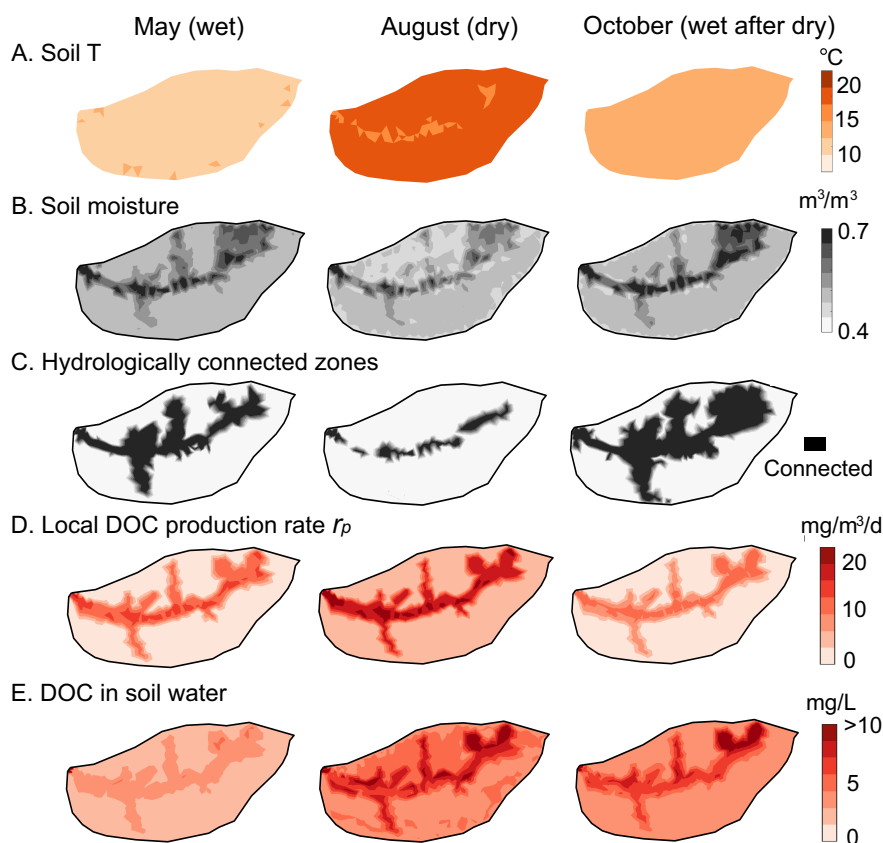 May (wet) August (dry) October (wet after dry)
A. Soil T
°C
20
15
10
B. Soil moisture
m³/m³
0.7
0.4
C. Hydrologically connected zones
Connected
D. Local DOC production rate rₚ
mg/m³/d
20
10
0
E. DOC in soil water
mg/L
>10
5
0